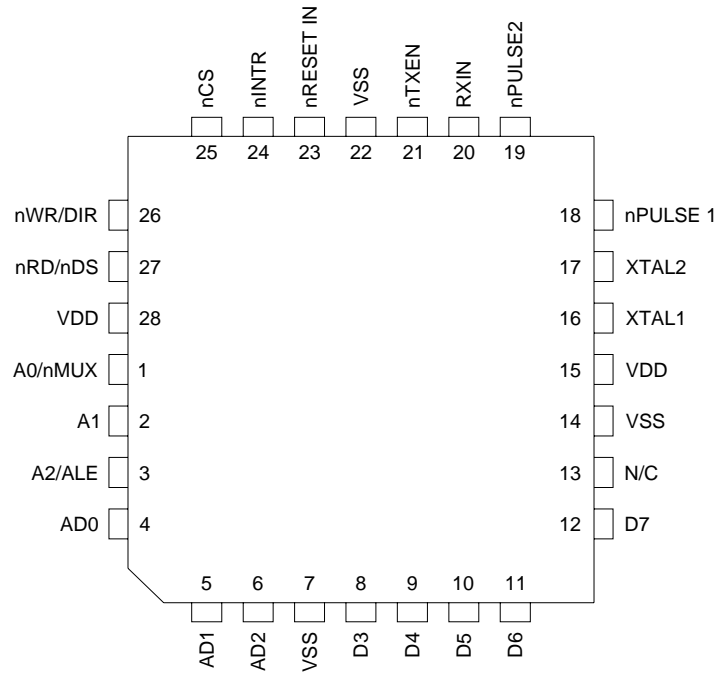 nCS
nINTR
nRESET IN
VSS
nTXEN
RXIN
nPULSE2
25 24 23 22 21 20 19
nWR/DIR 26 18 nPULSE 1
nRD/nDS 27 17 XTAL2
VDD 28 16 XTAL1
A0/nMUX 1 15 VDD
A1 2 14 VSS
A2/ALE 3 13 N/C
AD0 4 12 D7
5 6 7 8 9 10 11
AD1
AD2
VSS
D3
D4
D5
D6